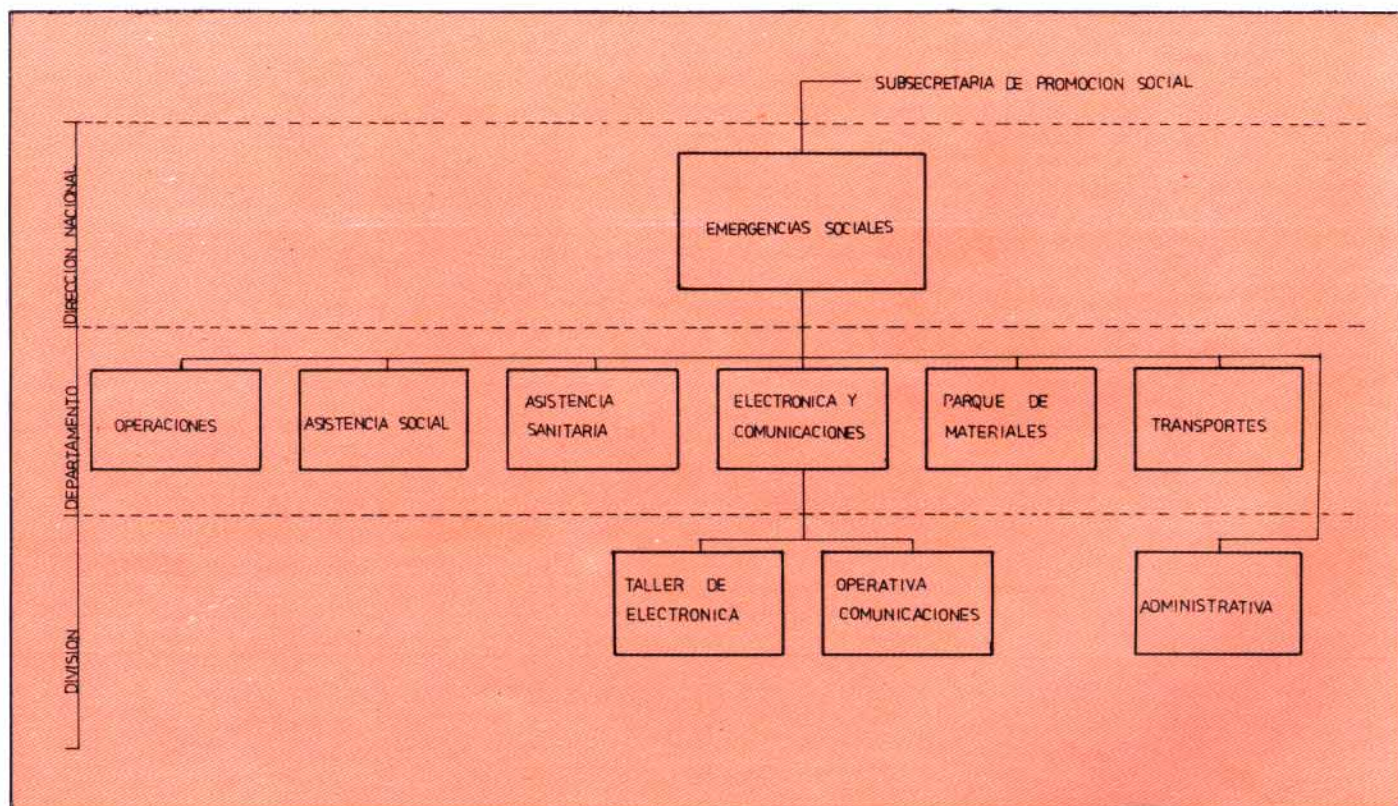 SUBSECRETARIA DE PROMOCION SOCIAL
DIRECCION NACIONAL
EMERGENCIAS SOCIALES
DEPARTAMENTO
OPERACIONES
ASISTENCIA SOCIAL
ASISTENCIA
SANITARIA
ELECTRONICA Y
COMUNICACIONES
PARQUE DE
MATERIALES
TRANSPORTES
DIVISION
TALLER DE
ELECTRONICA
OPERATIVA
COMUNICACIONES
ADMINISTRATIVA